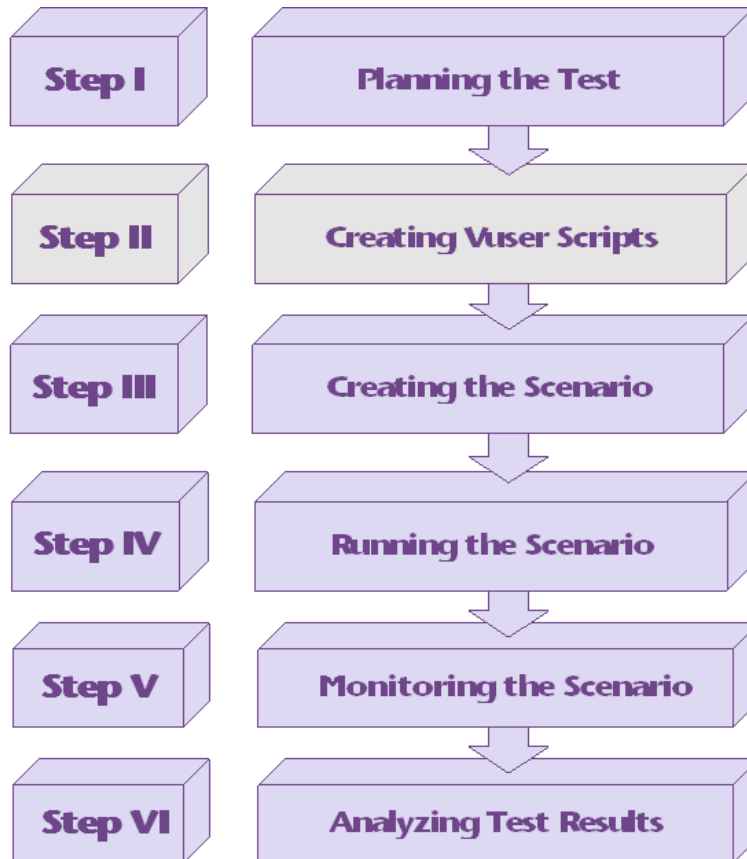 Step I
Planning the Test
Step II
Creating Vuser Scripts
Step III
Creating the Scenario
Step IV
Running the Scenario
Step V
Monitoring the Scenario
Step VI
Analyzing Test Results